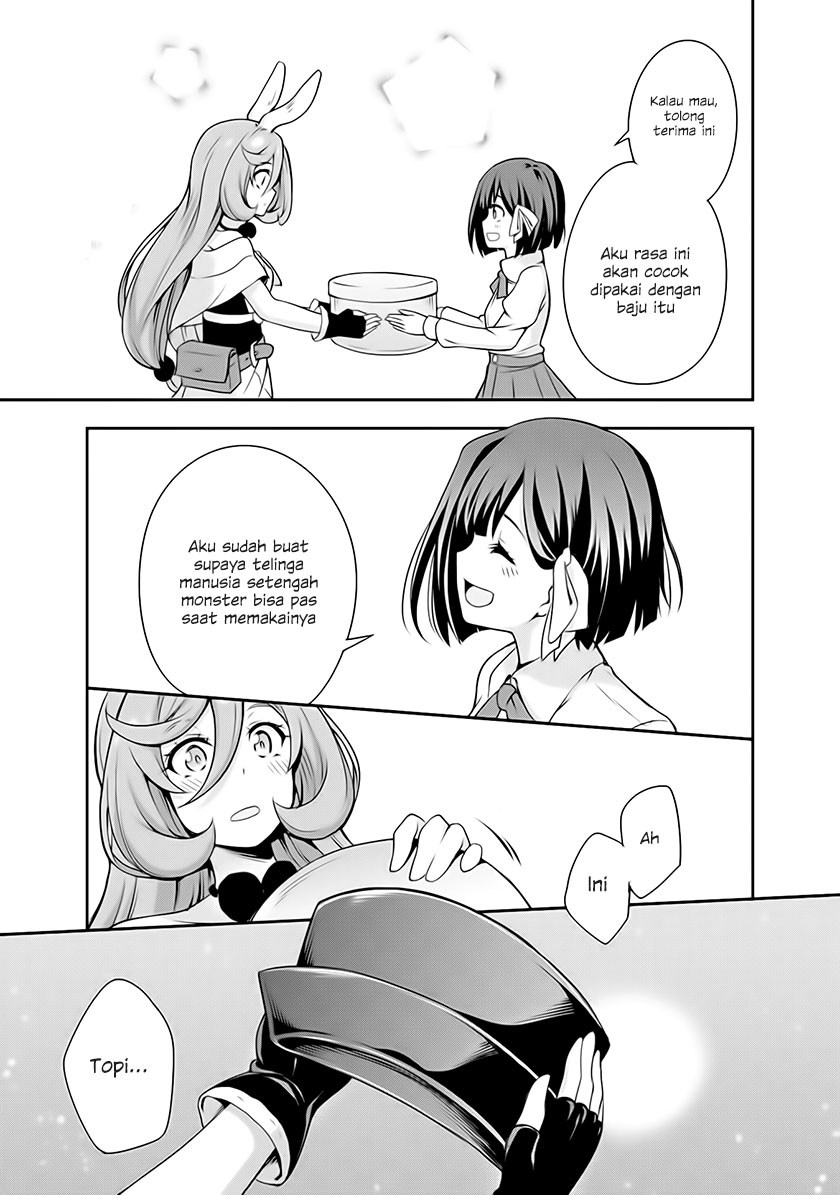 Kalau mau,
tolong
terima ini
Aku rasa ini
akan cocok
dipakai dengan
baju itu
Aku sudah buat
supaya telinga
manusia setengah
monster bisa pas
saat memakainya
Ah
Ini
Topi...